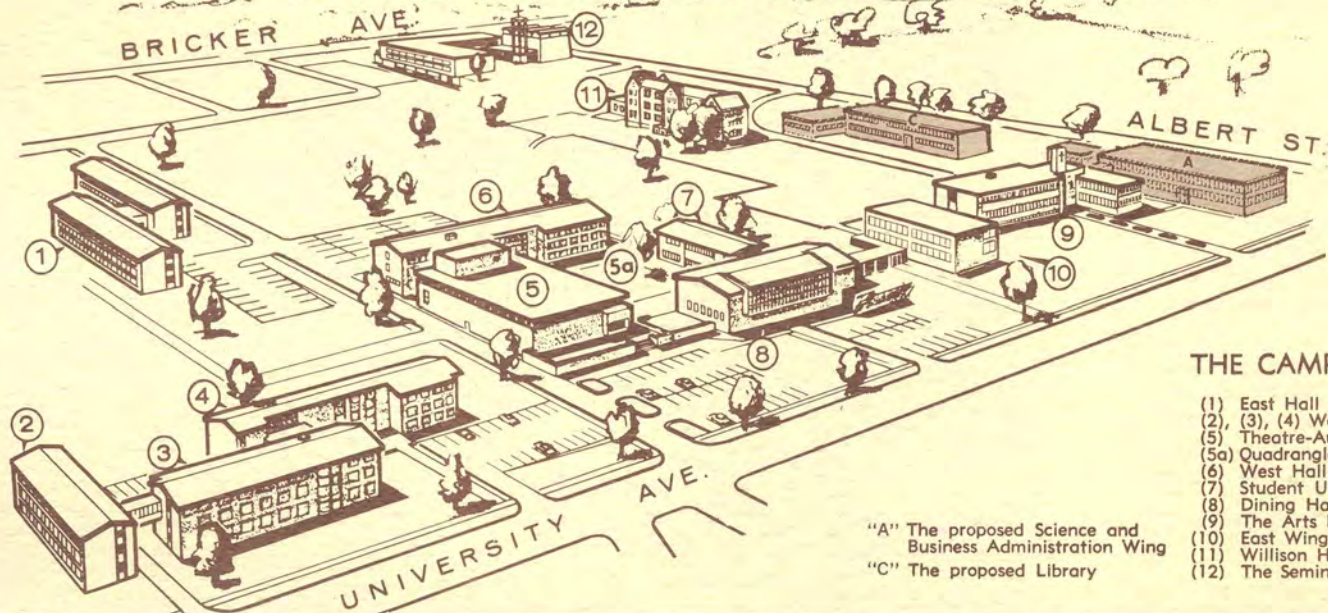 BRICKER AVE.
12
11
C
ALBERT ST.
A
1
6
7
5a
5
9
10
8
4
2
3
UNIVERSITY AVE.
THE CAMP
(1) East Hall
(2), (3), (4)
(5) Theatre-Au
(5a) Quadrangl
(6) West Hall
(7) Student U
(8) Dining Ha
(9) The Arts
(10) East Wing
(11) Willison H
(12) The Semin
"A" The proposed Science and
Business Administration Wing
"C" The proposed Library